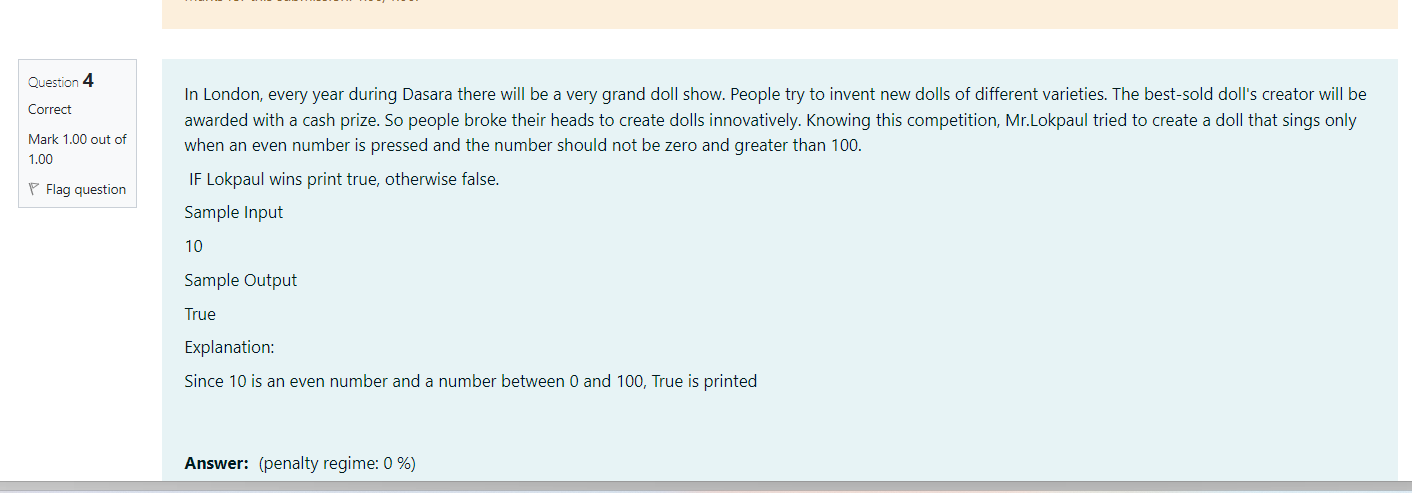 Question 4
Correct
Mark 1.00 out of
1.00
Flag question
In London, every year during Dasara there will be a very grand doll show. People try to invent new dolls of different varieties. The best-sold doll's creator will be
awarded with a cash prize. So people broke their heads to create dolls innovatively. Knowing this competition, Mr.Lokpaul tried to create a doll that sings only
when an even number is pressed and the number should not be zero and greater than 100.
IF Lokpaul wins print true, otherwise false.
Sample Input
10
Sample Output
True
Explanation:
Since 10 is an even number and a number between 0 and 100, True is printed
Answer: (penalty regime: 0 %)